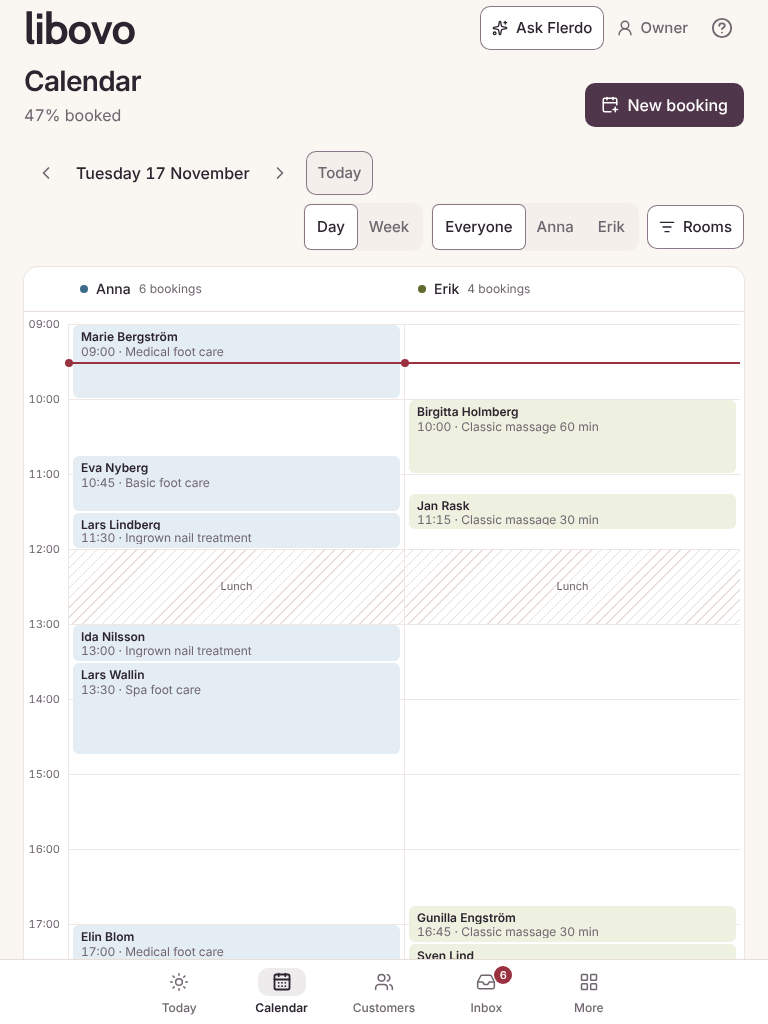 libovo
Ask Flerdo
Owner
Calendar
47% booked
New booking
Tuesday 17 November
Today
Day
Week
Everyone
Anna
Erik
Rooms
Anna 6 bookings
Erik 4 bookings
09:00
Marie Bergström
09:00 · Medical foot care
10:00
Birgitta Holmberg
10:00 · Classic massage 60 min
Eva Nyberg
10:45 · Basic foot care
11:00
Jan Rask
11:15 · Classic massage 30 min
Lars Lindberg
11:30 · Ingrown nail treatment
12:00
Lunch
Lunch
13:00
Ida Nilsson
13:00 · Ingrown nail treatment
Lars Wallin
13:30 · Spa foot care
14:00
15:00
16:00
Gunilla Engström
16:45 · Classic massage 30 min
17:00
Elin Blom
17:00 · Medical foot care
Sven Lind
6
Today
Calendar
Customers
Inbox
More